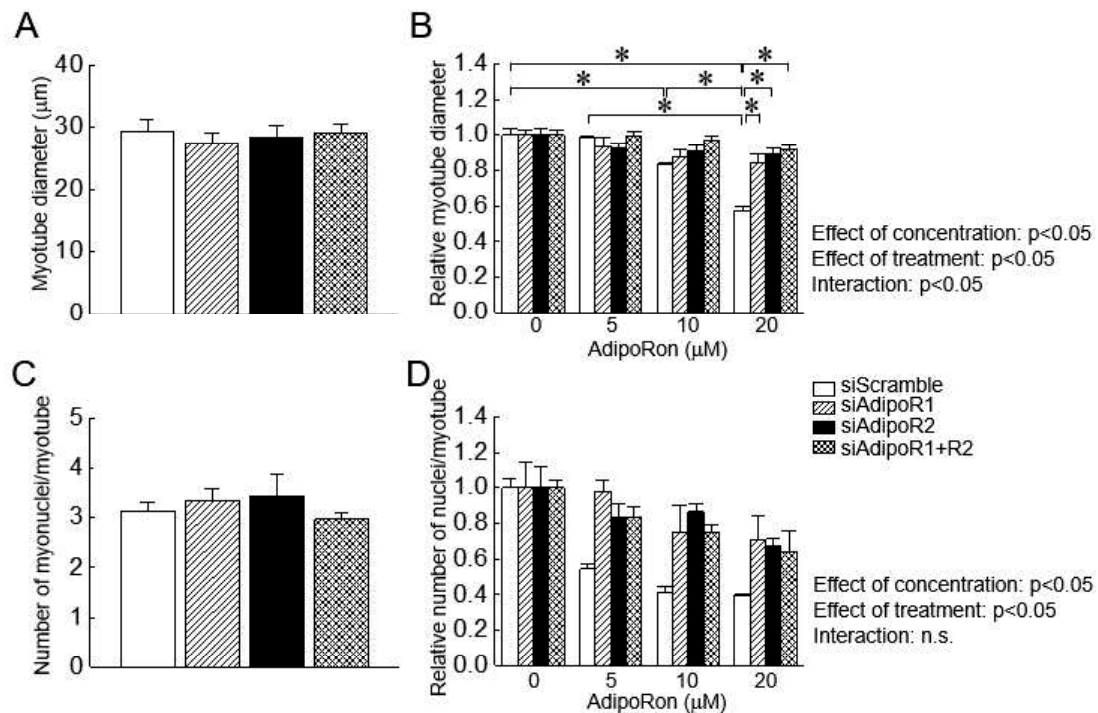 A
Myotube diameter (μm)
40
30
20
10
0
B
Relative myotube diameter
1.4
1.2
1.0
0.8
0.6
0.4
0.2
0.0
* *
* * *
* *
0 5 10 20
AdipoRon (μM)
Effect of concentration: p<0.05
Effect of treatment: p<0.05
Interaction: p<0.05
C
Number of myonuclei/myotube
5
4
3
2
1
0
D
Relative number of nuclei/myotube
1.4
1.2
1.0
0.8
0.6
0.4
0.2
0.0
0 5 10 20
AdipoRon (μM)
siScramble
siAdipoR1
siAdipoR2
siAdipoR1+R2
Effect of concentration: p<0.05
Effect of treatment: p<0.05
Interaction: n.s.